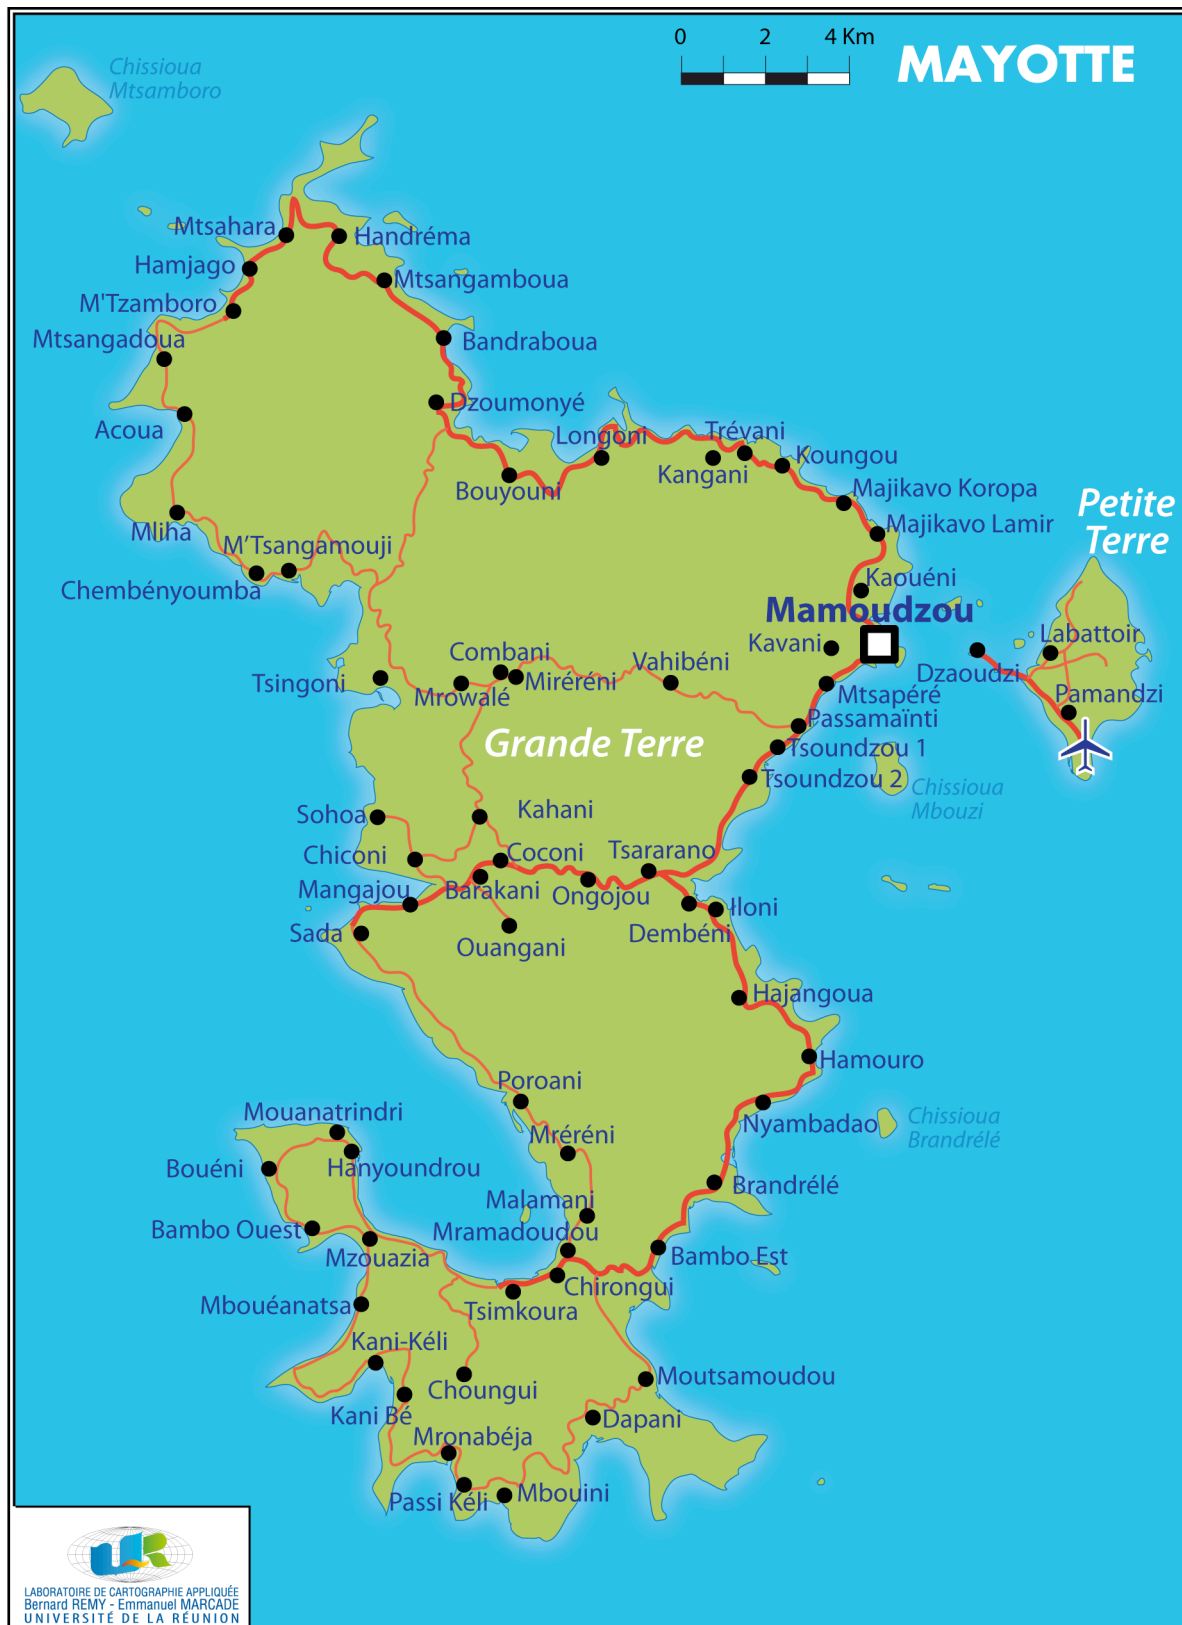 0 2 4 Km
MAYOTTE
Chissioua
Mtsamboro
Mtsahara
Handréma
Hamjago
Mtsangamboua
M'Tzamboro
Mtsangadoua
Bandraboua
Dzoumonyé
Acoua
Longoni
Trévani
Kangani
Koungou
Bouyouni
Majikavo Koropa
Majikavo Lamir
Petite
Terre
Mliha
M'Tsangamouji
Chembényoumba
Kaouéni
Mamoudzou
Kavani
Labattoir
Dzaoudzi
Pamandzi
Combani
Vahibéni
Tsingoni
Mrowalé
Miréréni
Mtsapéré
Passamaïnti
Grande Terre
Tsoundzou 1
Tsoundzou 2
Chissioua
Mbouzi
Sohoa
Kahani
Chiconi
Coconi
Tsararano
Mangajou
Barakani
Ongojou
Iloni
Sada
Ouangani
Dembéni
Hajangoua
Hamouro
Poroani
Mouanatrindri
Nyambadao
Chissioua
Brandrélé
Mréréni
Bouéni
Hanyoundrou
Brandrélé
Malamani
Bambo Ouest
Mramadoudou
Mzouazia
Bambo Est
Chirongui
Mbouéanatsa
Tsimkoura
Kani-Kéli
Choungui
Moutsamoudou
Kani Bé
Dapani
Mronabéja
Passi Kéli
Mbouini
LABORATOIRE DE CARTOGRAPHIE APPLIQUÉE
Bernard REMY - Emmanuel MARCADE
UNIVERSITÉ DE LA RÉUNION